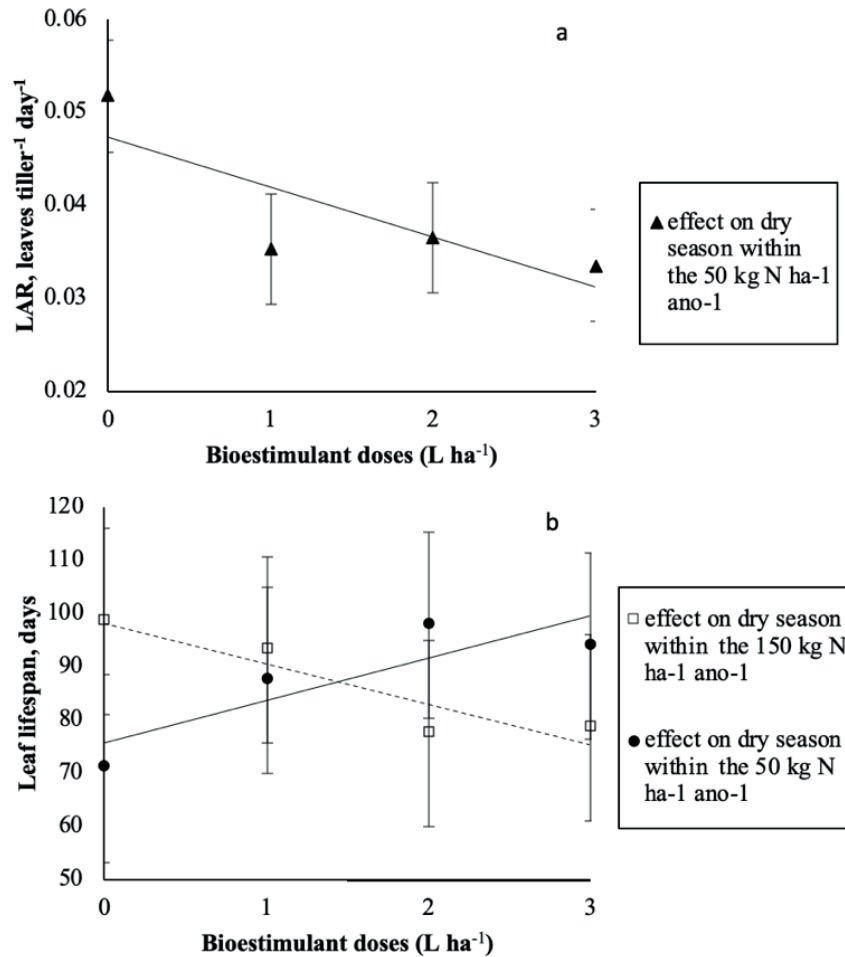 a
0.06
0.05
0.04
0.03
0.02
LAR, leaves tiller⁻¹ day⁻¹
0 1 2 3
Bioestimulant doses (L ha⁻¹)
effect on dry
season within
the 50 kg N ha-1
ano-1
b
120
110
100
90
80
70
60
50
Leaf lifespan, days
0 1 2 3
Bioestimulant doses (L ha⁻¹)
effect on dry season
within the 150 kg N
ha-1 ano-1
effect on dry season
within the 50 kg N
ha-1 ano-1